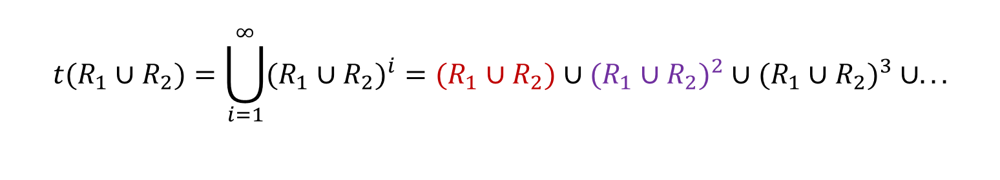 t(R₁ ∪ R₂) = ⋃_{i=1}^{∞} (R₁ ∪ R₂)ⁱ = (R₁ ∪ R₂) ∪ (R₁ ∪ R₂)² ∪ (R₁ ∪ R₂)³ ∪...